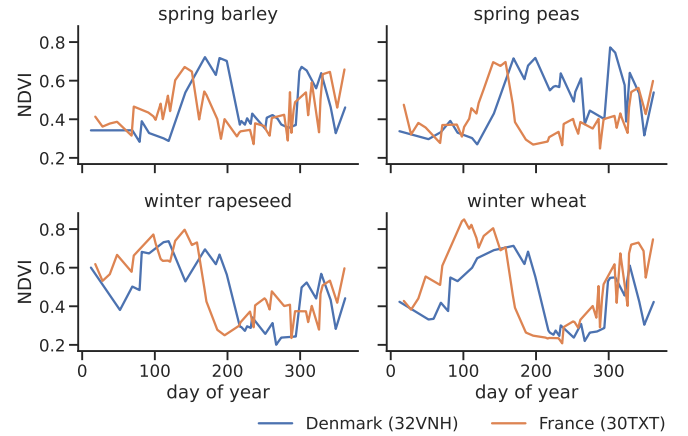 spring barley
spring peas
NDVI
0.8
0.6
0.4
0.2
winter rapeseed
winter wheat
NDVI
0.8
0.6
0.4
0.2
0 100 200 300
0 100 200 300
day of year
day of year
Denmark (32VNH)
France (30TXT)